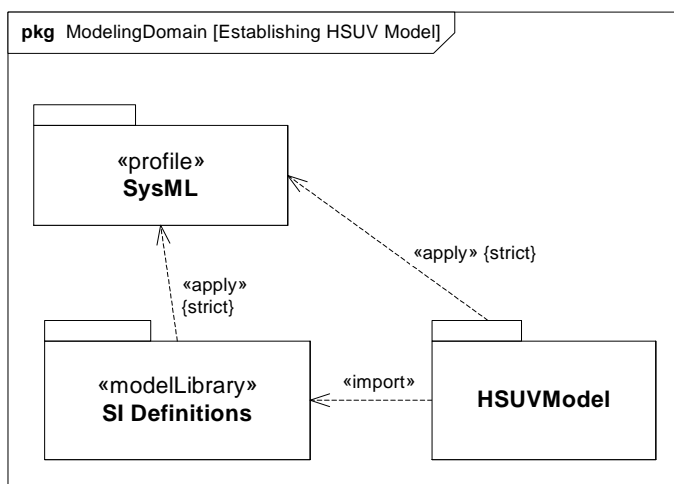 pkg ModelingDomain [Establishing HSUV Model]
«profile»
SysML
«apply» {strict}
«apply»
{strict}
«modelLibrary»
SI Definitions
«import»
HSUVModel